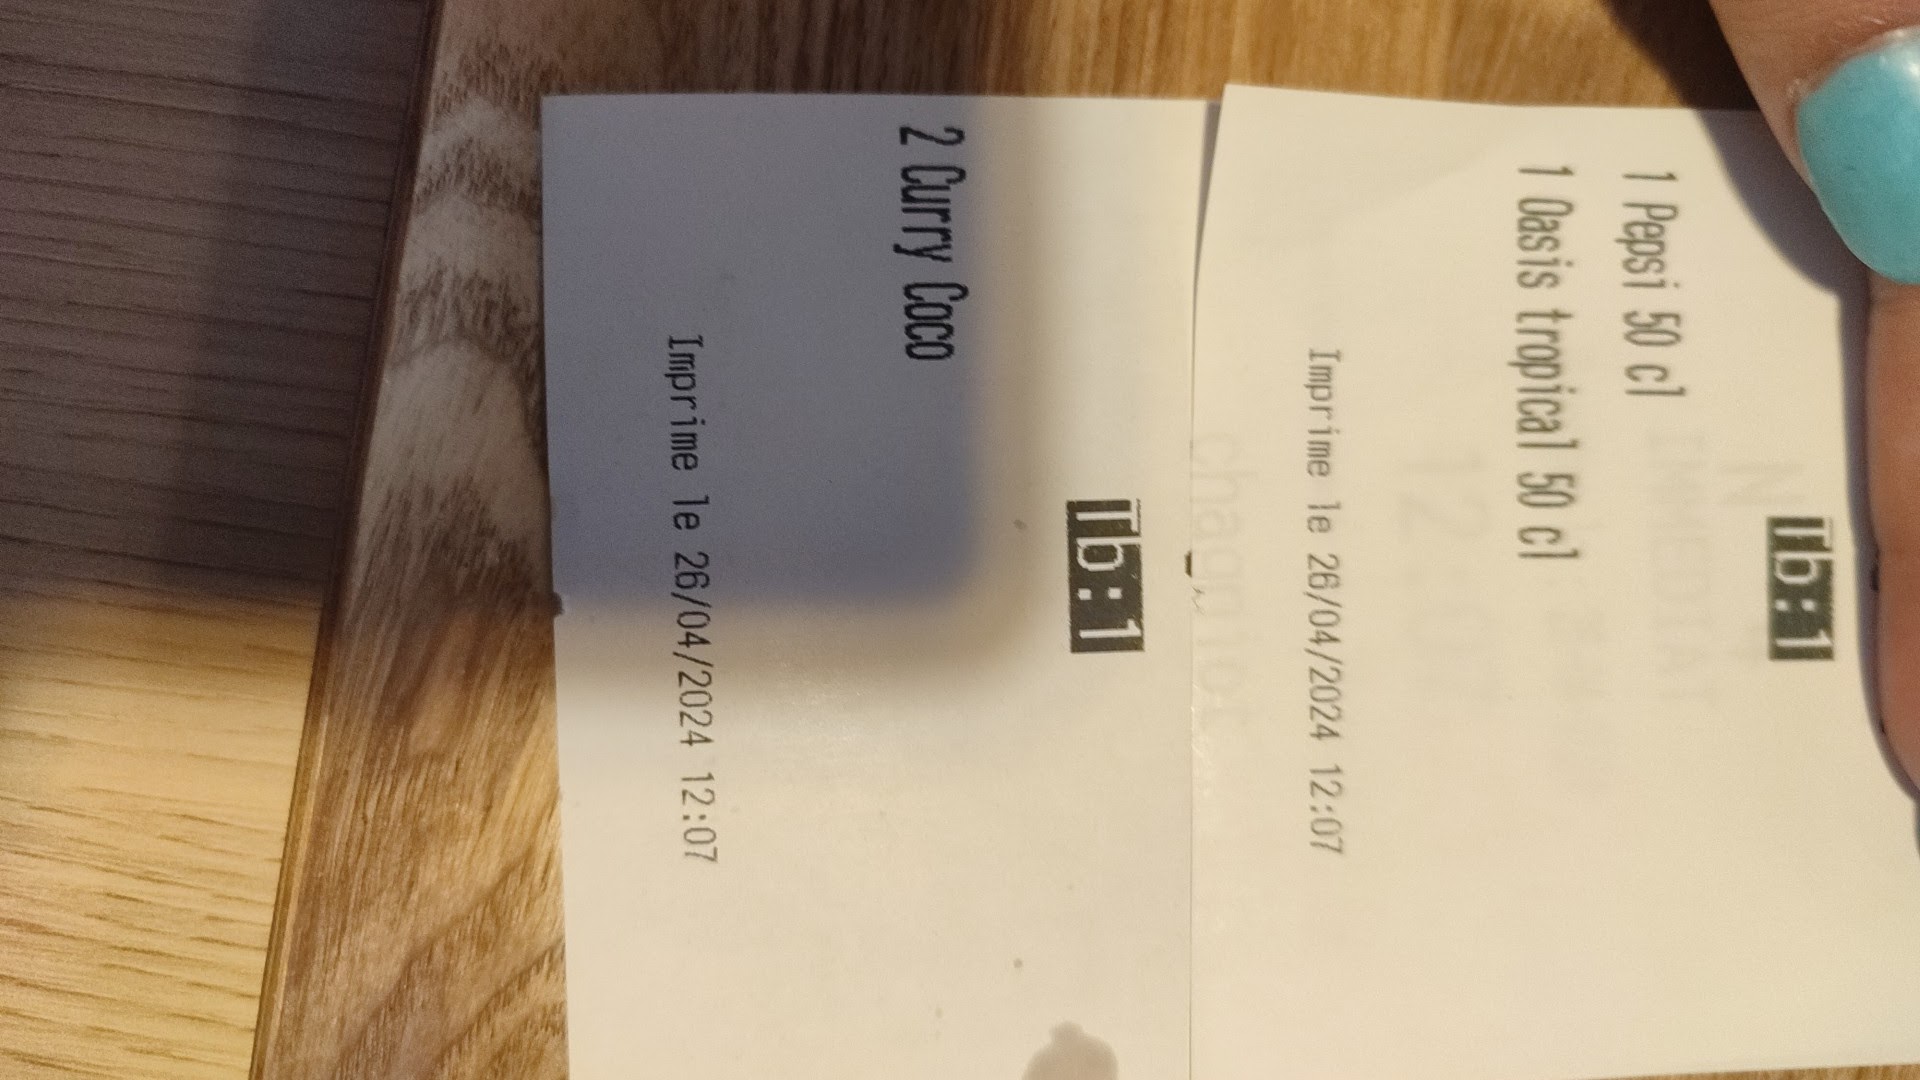 Tb:1
1 Pepsi 50 cl
1 Oasis tropical 50 cl
Imprime le 26/04/2024 12:07
Tb:1
2 Curry Coco
Imprime le 26/04/2024 12:07